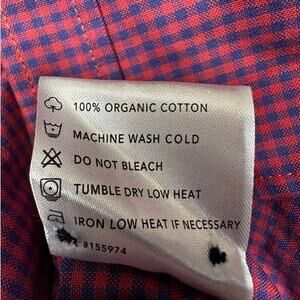 100% ORGANIC COTTON
MACHINE WASH COLD
DO NOT BLEACH
TUMBLE DRY LOW HEAT
IRON LOW HEAT IF NECESSARY
#155974